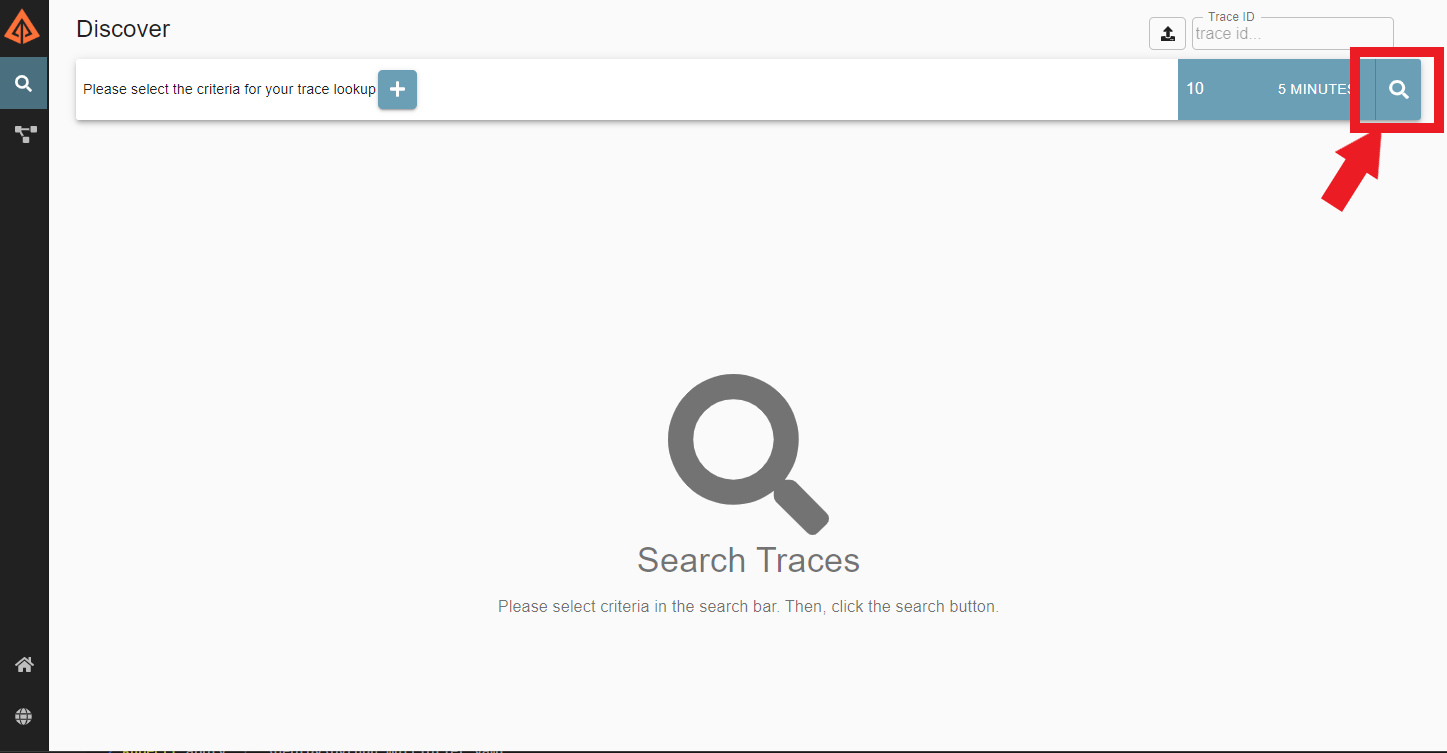 Discover
Trace ID
trace id...
Please select the criteria for your trace lookup
10
5 MINUTES
Search Traces
Please select criteria in the search bar. Then, click the search button.